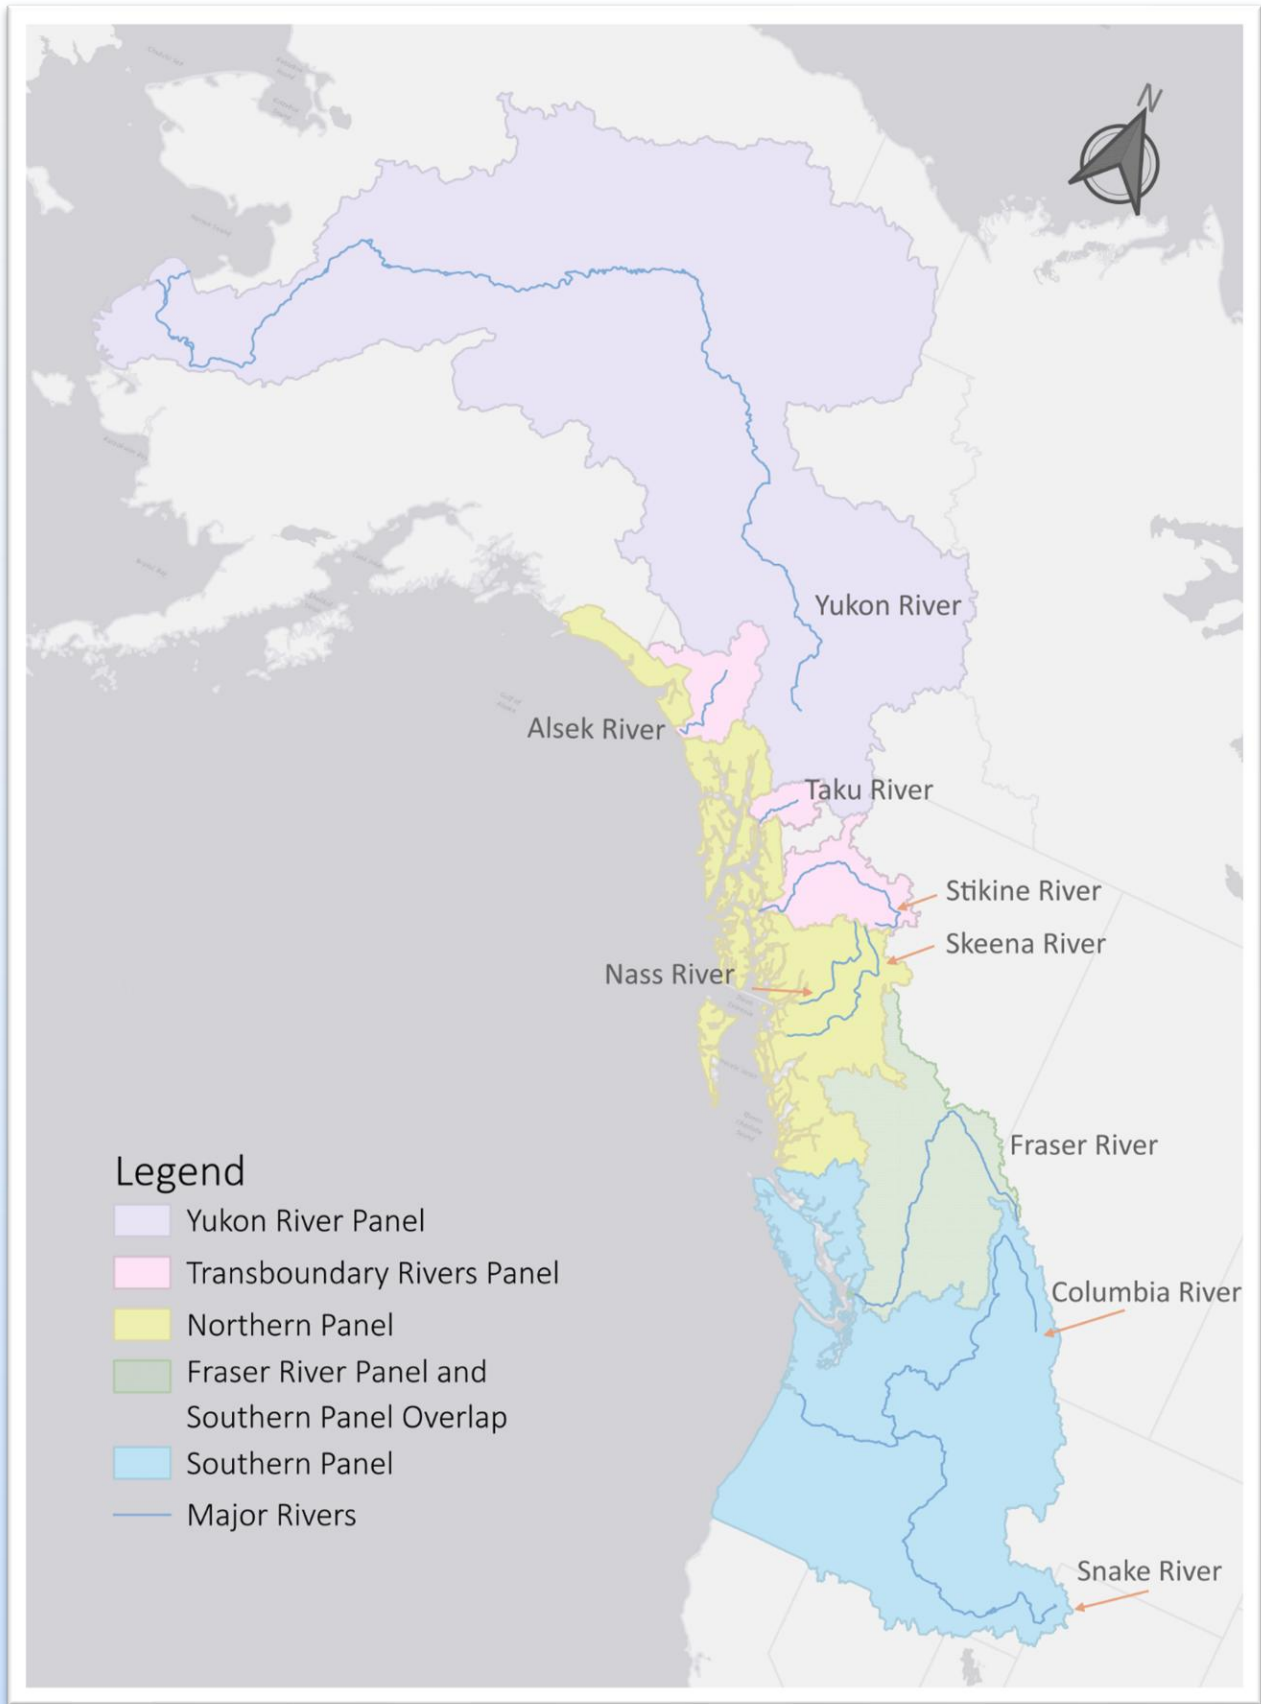 N
Yukon River
Alsek River
Taku River
Stikine River
Skeena River
Nass River
Fraser River
Columbia River
Snake River
Legend
Yukon River Panel
Transboundary Rivers Panel
Northern Panel
Fraser River Panel and
Southern Panel Overlap
Southern Panel
Major Rivers